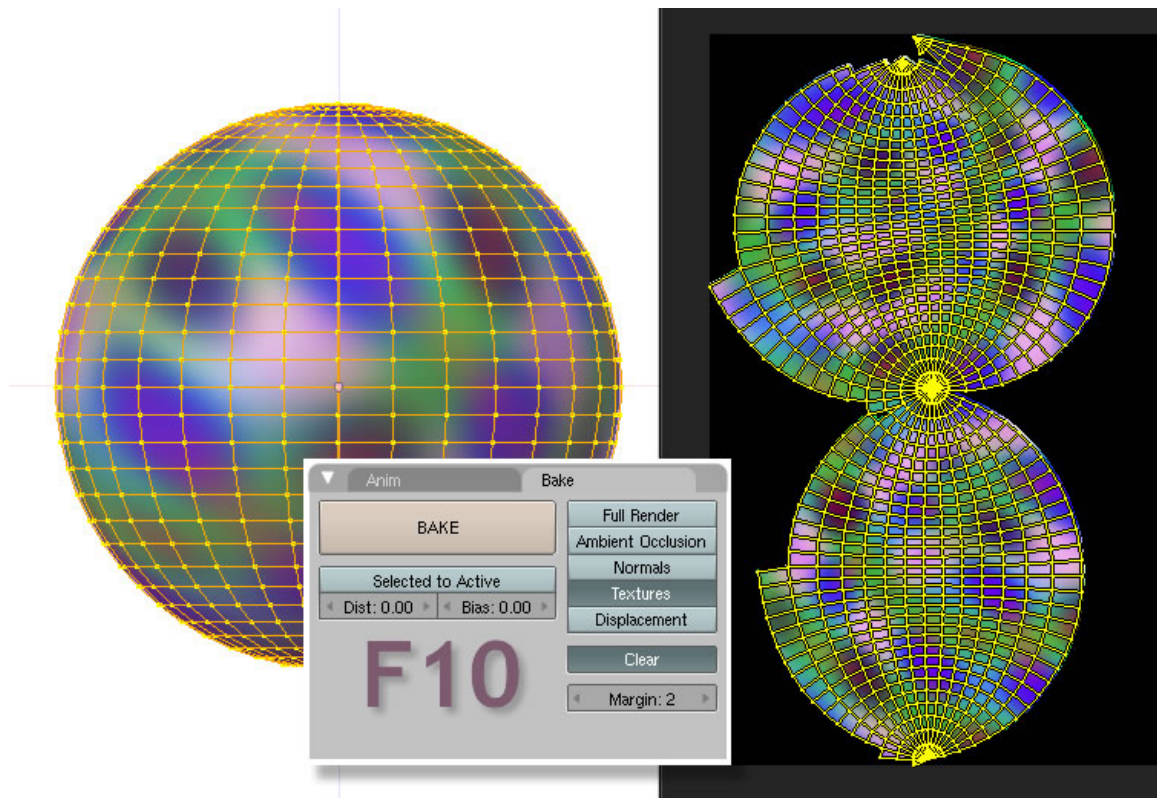 Anim Bake
BAKE
Selected to Active
Dist: 0.00 Bias: 0.00
Full Render
Ambient Occlusion
Normals
Textures
Displacement
Clear
Margin: 2
F10